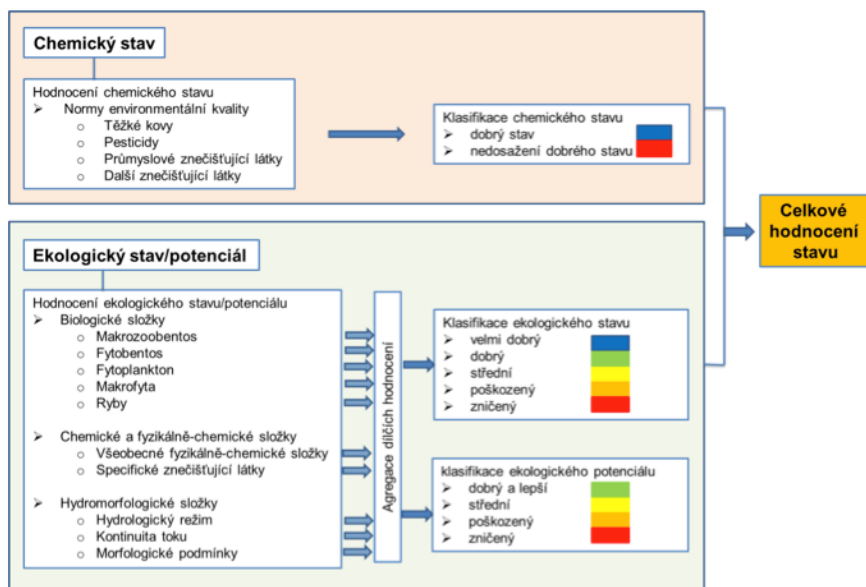 Chemický stav
Hodnocení chemického stavu
➢ Normy environmentální kvality
o Těžké kovy
o Pesticidy
o Průmyslové znečišťující látky
o Další znečišťující látky
Klasifikace chemického stavu
➢ dobrý stav
➢ nedosažení dobrého stavu
Celkové
hodnocení
stavu
Ekologický stav/potenciál
Hodnocení ekologického stavu/potenciálu
➢ Biologické složky
o Makrozoobentos
o Fytobentos
o Fytoplankton
o Makrofyta
o Ryby
➢ Chemické a fyzikálně-chemické složky
o Všeobecné fyzikálně-chemické složky
o Specifické znečišťující látky
➢ Hydromorfologické složky
o Hydrologický režim
o Kontinuita toku
o Morfologické podmínky
Agregace dílčích hodnocení
Klasifikace ekologického stavu
➢ velmi dobrý
➢ dobrý
➢ střední
➢ poškozený
➢ zničený
klasifikace ekologického potenciálu
➢ dobrý a lepší
➢ střední
➢ poškozený
➢ zničený